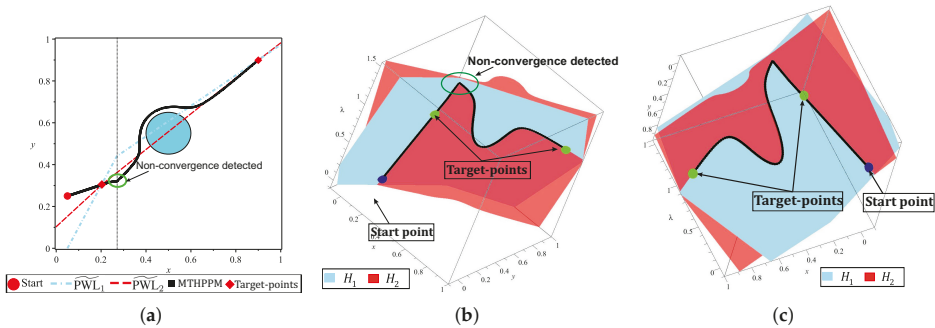 1
0.8
0.6
y
0.4
0.2
0
0
0.2
0.4
0.6
0.8
1
x
Non-convergence detected
Start
PWL1
PWL2
MTHPPM
Target-points
(a)
Non-convergence detected
1.5
λ
1
0.5
0
Target-points
Start point
0
0.2
0.4
x
0.6
0.8
1
0
0.2
0.4
y
0.6
0.8
1
H1
H2
(b)
0
0.2
0.4
y
0.6
0.8
1
λ
0.5
0
Target-points
Start point
1
0.8
0.6
x
0.4
0.2
0
H1
H2
(c)